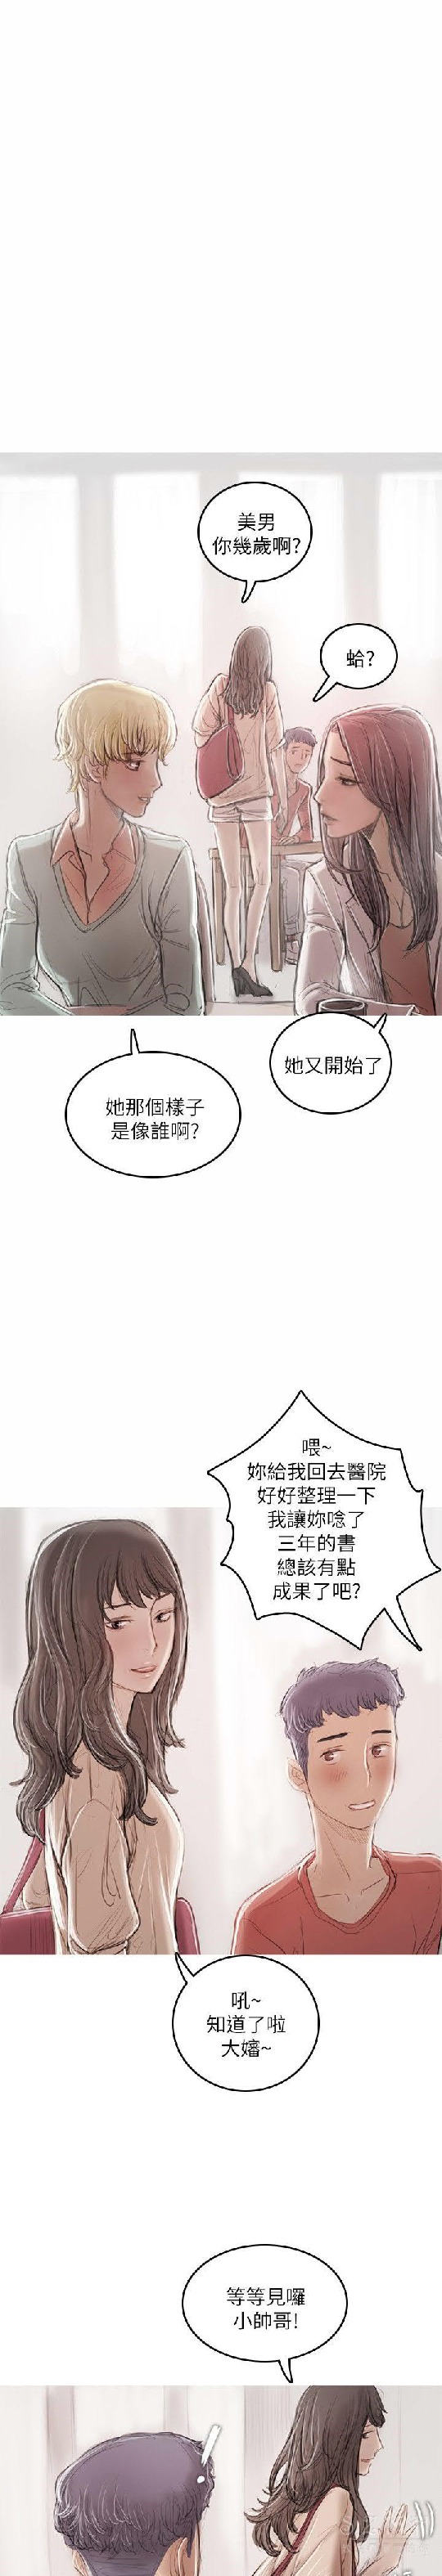 美男
你幾歲啊?
蛤?
她又開始了
她那個樣子
是像誰啊?
喂~
妳給我回去醫院
好好整理一下
我讓妳唸了
三年的書
總該有點
成果了吧?
吼~
知道了啦
大嬸~
等等見囉
小帥哥!